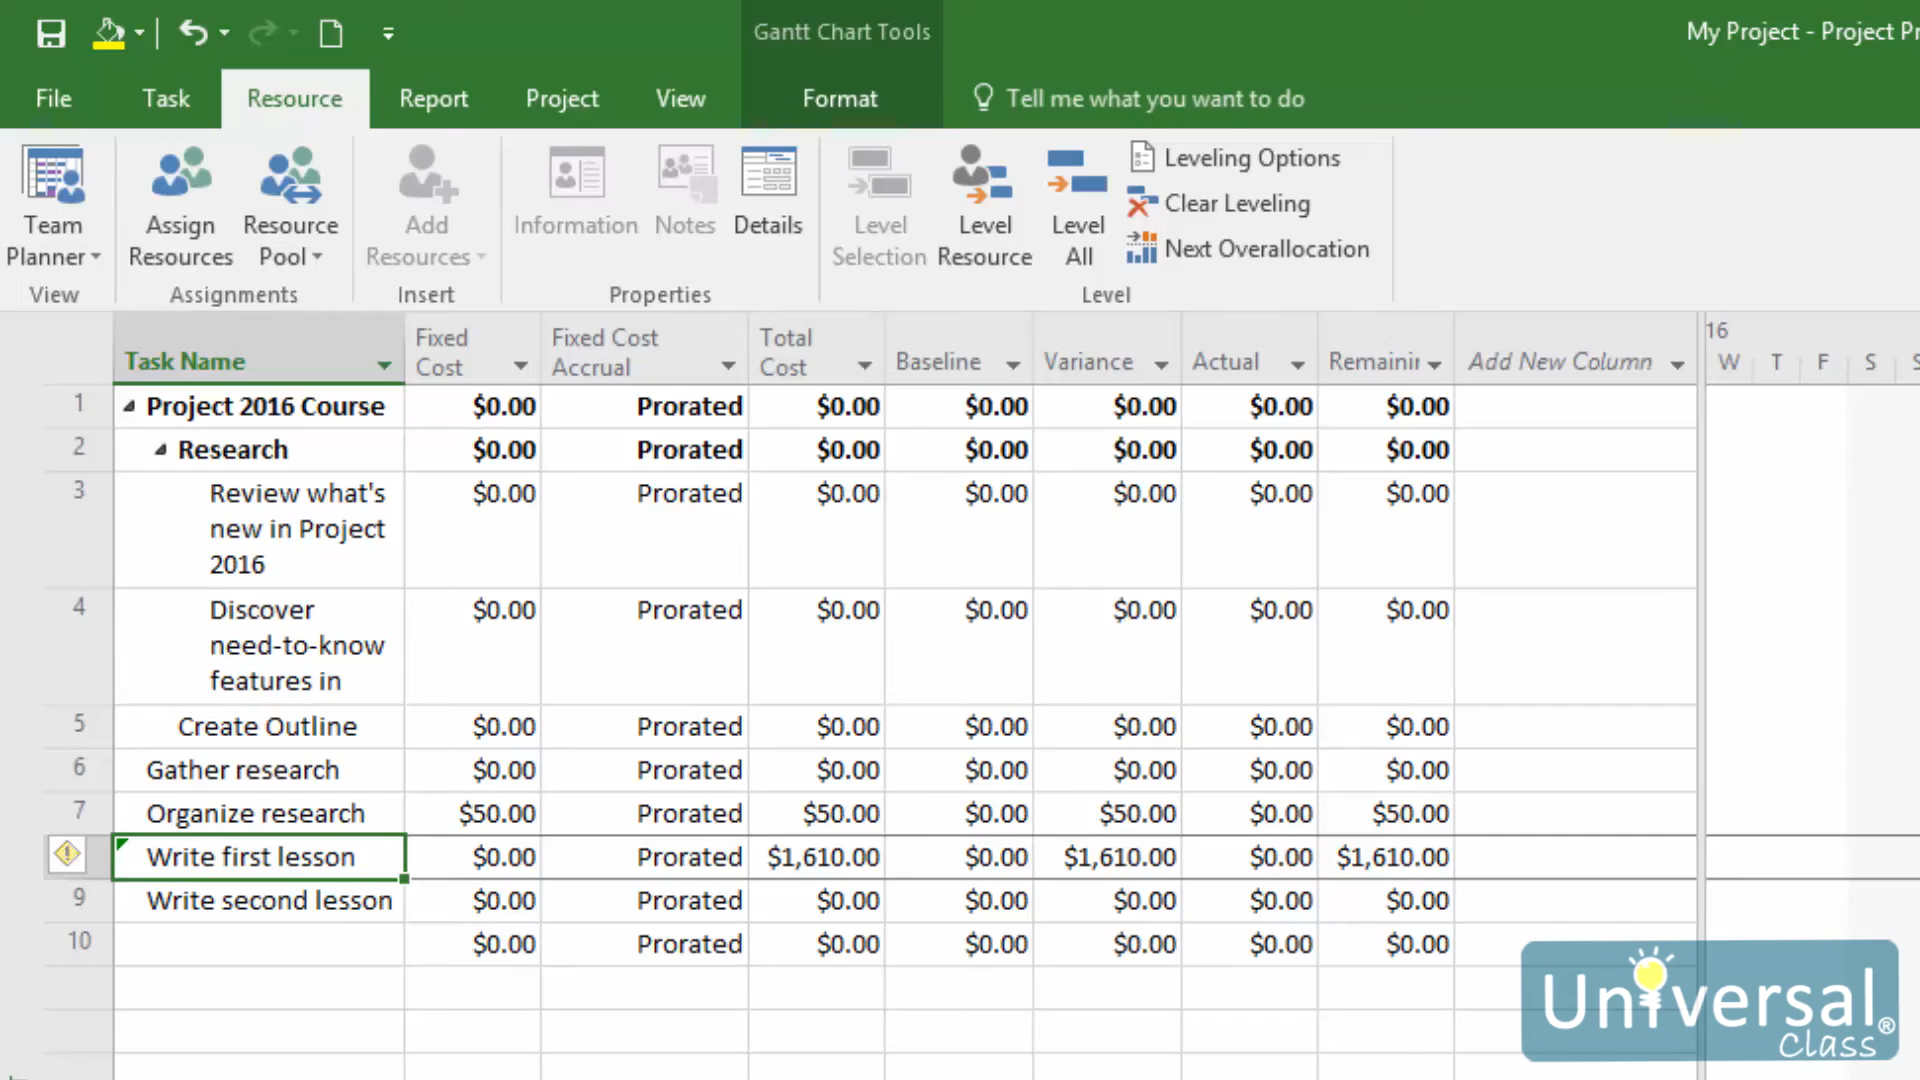 Gantt Chart Tools
My Project - Project Pr
File Task Resource Report Project View Format Tell me what you want to do
Team Planner
Assign Resources
Resource Pool
Add Resources
Information
Notes
Details
Level Selection
Level Resource
Level All
Leveling Options
Clear Leveling
Next Overallocation
View Assignments Insert Properties Level
Task Name Fixed Cost Fixed Cost Accrual Total Cost Baseline Variance Actual Remainin Add New Column
16
W T F S S
1 Project 2016 Course $0.00 Prorated $0.00 $0.00 $0.00 $0.00 $0.00
2 Research $0.00 Prorated $0.00 $0.00 $0.00 $0.00 $0.00
3 Review what's $0.00 Prorated $0.00 $0.00 $0.00 $0.00 $0.00
new in Project
2016
4 Discover $0.00 Prorated $0.00 $0.00 $0.00 $0.00 $0.00
need-to-know
features in
5 Create Outline $0.00 Prorated $0.00 $0.00 $0.00 $0.00 $0.00
6 Gather research $0.00 Prorated $0.00 $0.00 $0.00 $0.00 $0.00
7 Organize research $50.00 Prorated $50.00 $0.00 $50.00 $0.00 $50.00
Write first lesson $0.00 Prorated $1,610.00 $0.00 $1,610.00 $0.00 $1,610.00
9 Write second lesson $0.00 Prorated $0.00 $0.00 $0.00 $0.00 $0.00
10 $0.00 Prorated $0.00 $0.00 $0.00 $0.00 $0.00
Universal®
Class